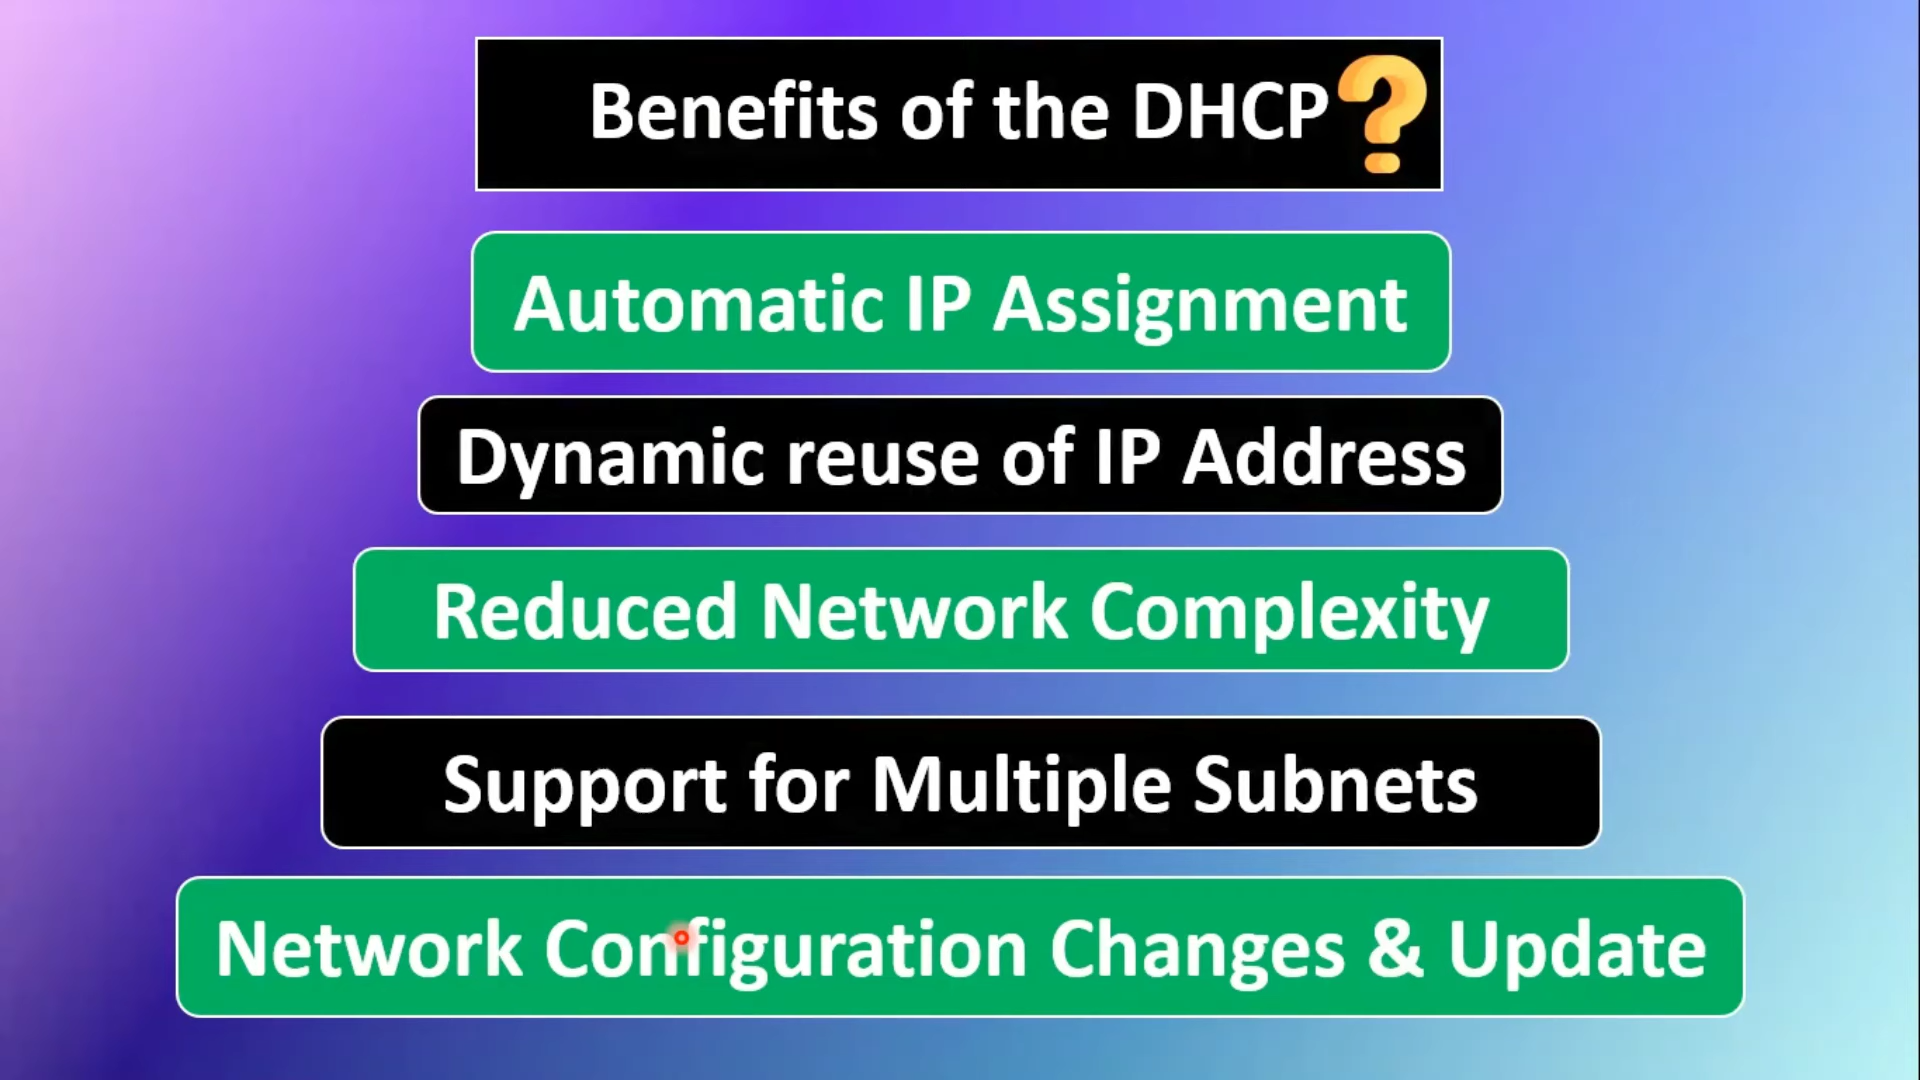 Benefits of the DHCP❓
Automatic IP Assignment
Dynamic reuse of IP Address
Reduced Network Complexity
Support for Multiple Subnets
Network Configuration Changes & Update